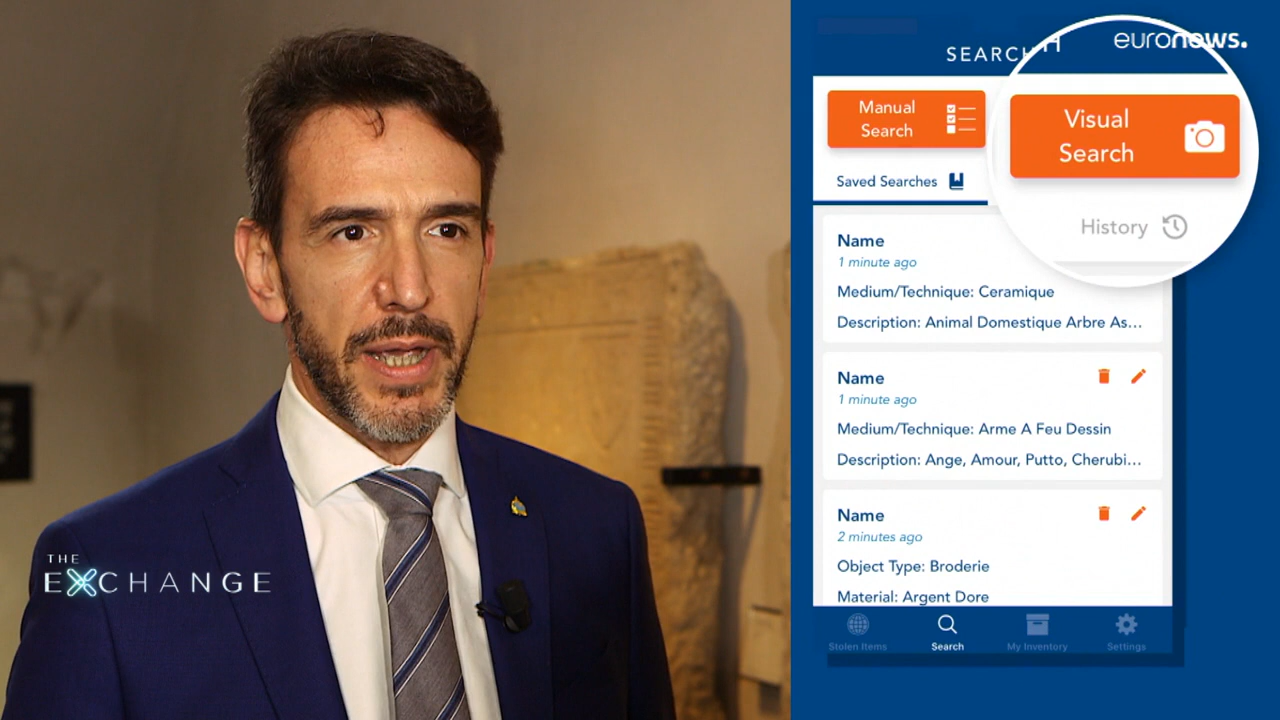 THE
EXCHANGE
euronews.
SEARCH
Manual
Search
Visual
Search
Saved Searches
History
Name
1 minute ago
Medium/Technique: Ceramique
Description: Animal Domestique Arbre As...
Name
1 minute ago
Medium/Technique: Arme A Feu Dessin
Description: Ange, Amour, Putto, Cherubi...
Name
2 minutes ago
Object Type: Broderie
Material: Argent Dore
Stolen Items
Search
My Inventory
Settings